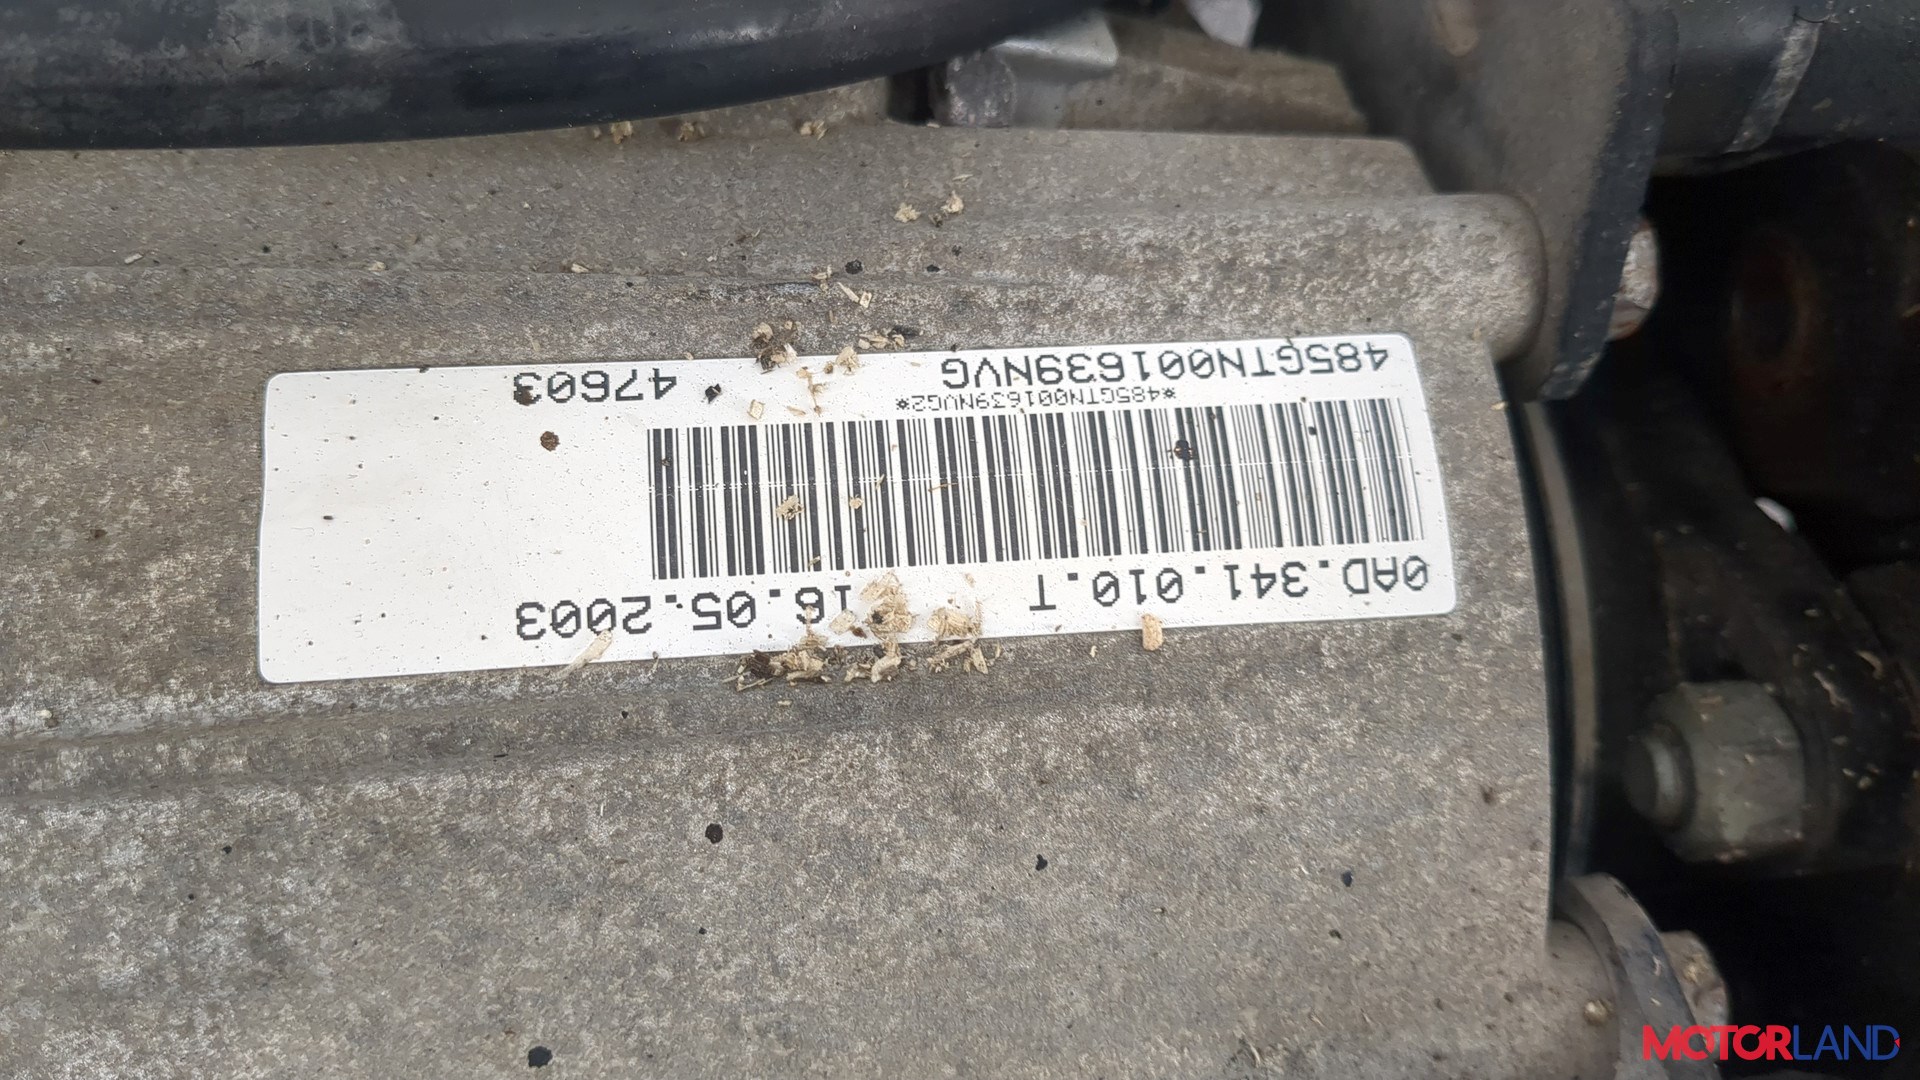 0AD.341.010.T 16.05.2003
*485GTN001639NVG2*
485GTN001639NVG 47603
MOTORLAND